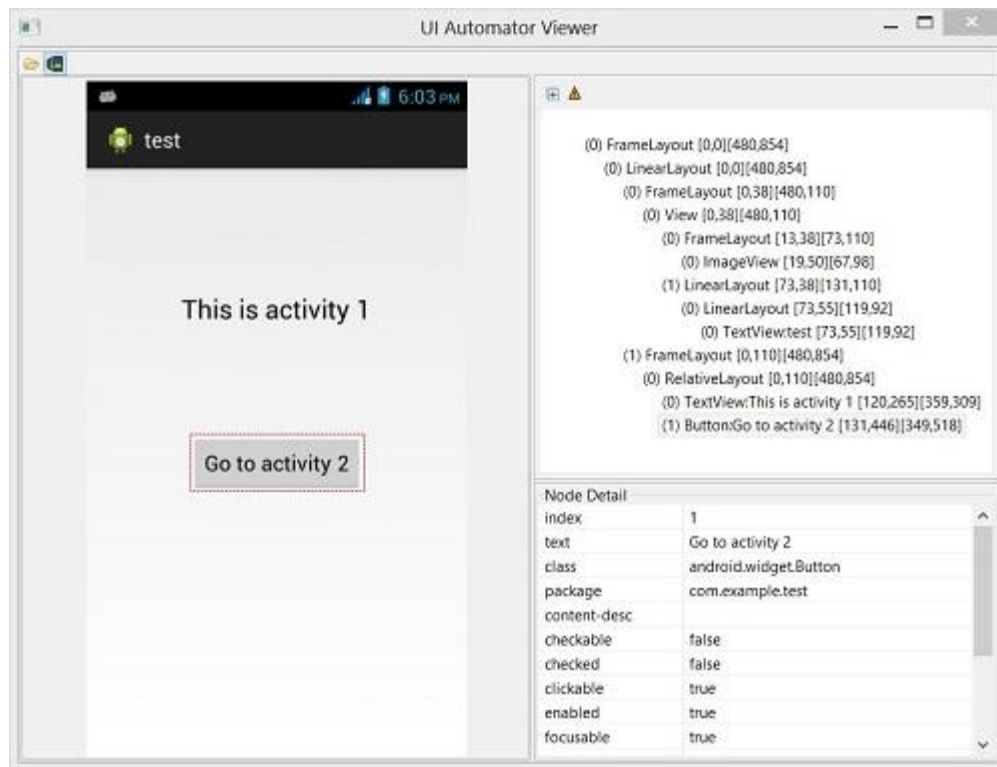 UI Automator Viewer
6:03 PM
test
This is activity 1
Go to activity 2
(0) FrameLayout [0,0][480,854]
(0) LinearLayout [0,0][480,854]
(0) FrameLayout [0,38][480,110]
(0) View [0,38][480,110]
(0) FrameLayout [13,38][73,110]
(0) ImageView [19,50][67,98]
(1) LinearLayout [73,38][131,110]
(0) LinearLayout [73,55][119,92]
(0) TextView:test [73,55][119,92]
(1) FrameLayout [0,110][480,854]
(0) RelativeLayout [0,110][480,854]
(0) TextView:This is activity 1 [120,265][359,309]
(1) Button:Go to activity 2 [131,446][349,518]
Node Detail
index 1
text Go to activity 2
class android.widget.Button
package com.example.test
content-desc
checkable false
checked false
clickable true
enabled true
focusable true